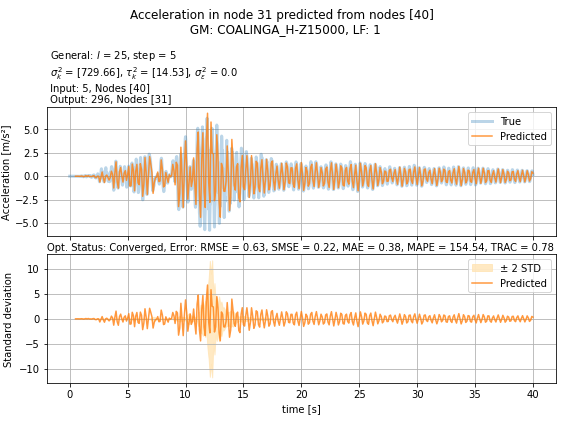 Acceleration in node 31 predicted from nodes [40]
GM: COALINGA_H-Z15000, LF: 1
General: l = 25, step = 5
σ²ₖ = [729.66], τ²ₖ = [14.53], σ²ε = 0.0
Input: 5, Nodes [40]
Output: 296, Nodes [31]
Acceleration [m/s²]
5.0
2.5
0.0
−2.5
−5.0
True
Predicted
Opt. Status: Converged, Error: RMSE = 0.63, SMSE = 0.22, MAE = 0.38, MAPE = 154.54, TRAC = 0.78
Standard deviation
10
5
0
−5
−10
± 2 STD
Predicted
0 5 10 15 20 25 30 35 40
time [s]